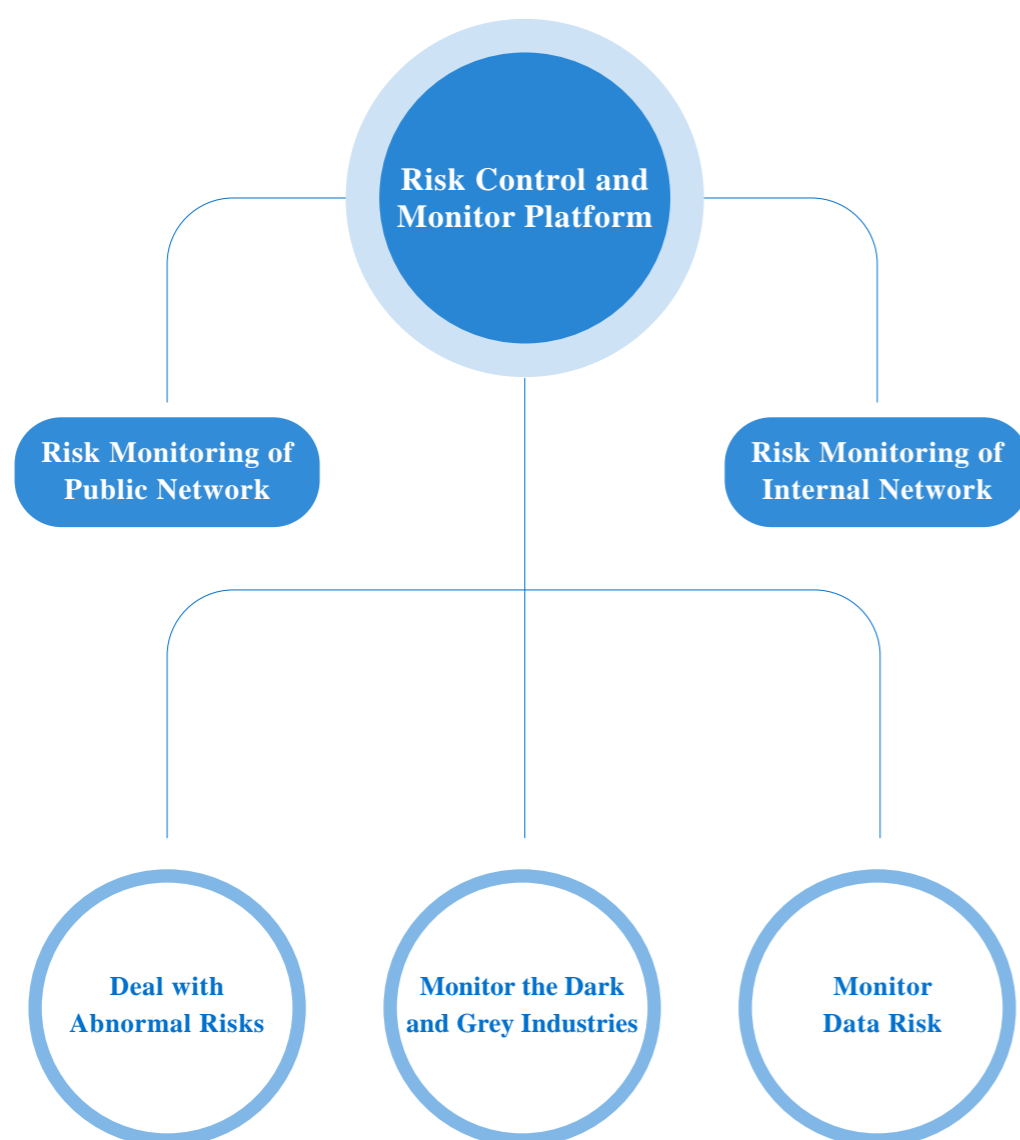 Risk Control and
Monitor Platform
Risk Monitoring of
Public Network
Risk Monitoring of
Internal Network
Deal with
Abnormal Risks
Monitor the Dark
and Grey Industries
Monitor
Data Risk